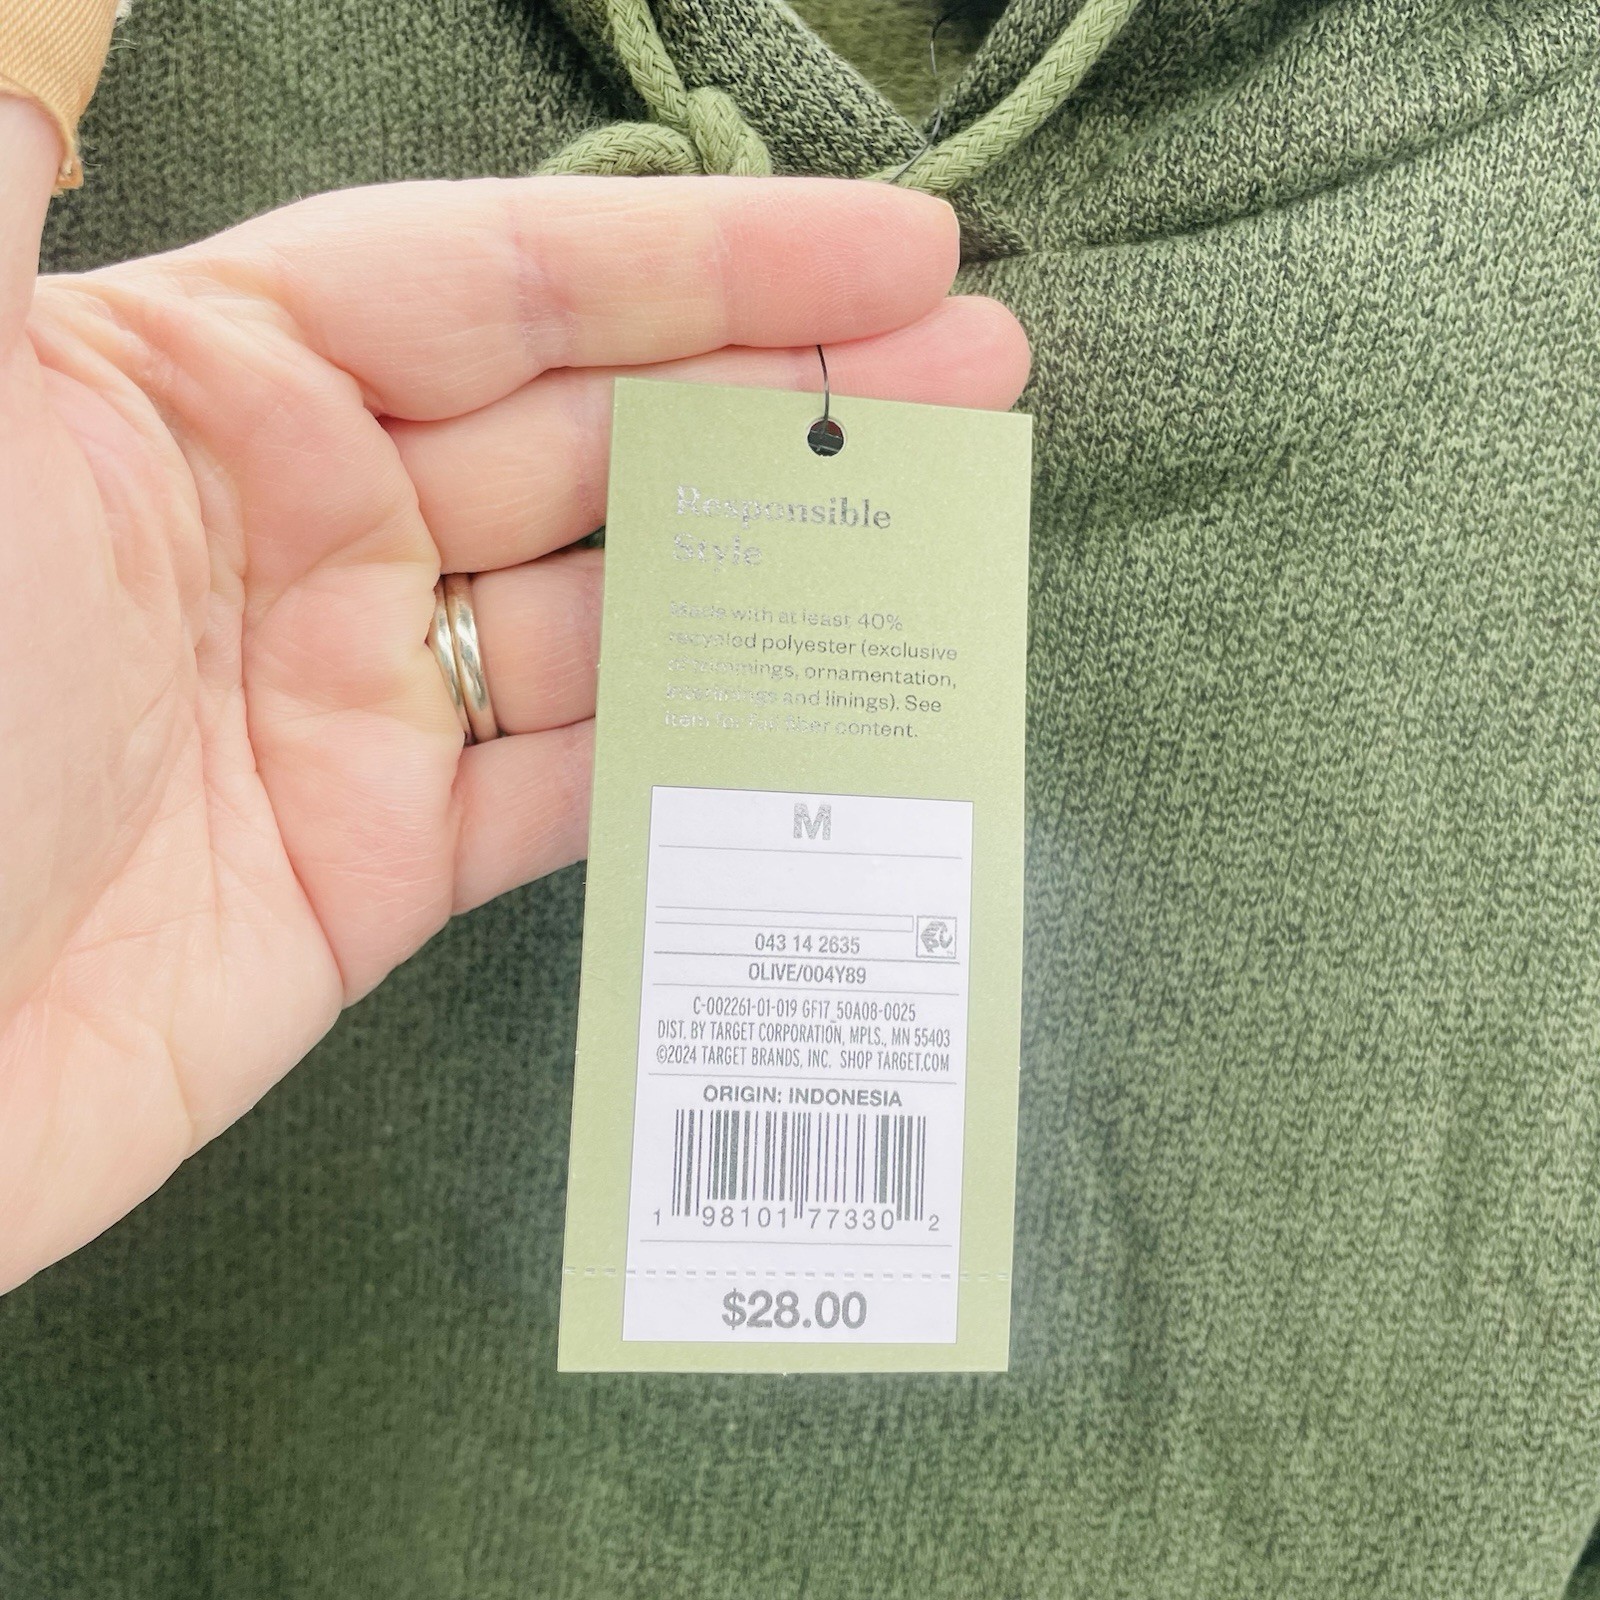 Responsible
Style
Made with at least 40%
recycled polyester (exclusive
of trimmings, ornamentation,
interlinings and linings). See
item for full fiber content.
M
043 14 2635
OLIVE/004Y89
C-002261-01-019 GF17_50A08-0025
DIST. BY TARGET CORPORATION, MPLS., MN 55403
©2024 TARGET BRANDS, INC. SHOP TARGET.COM
ORIGIN: INDONESIA
1 98101 77330 2
$28.00